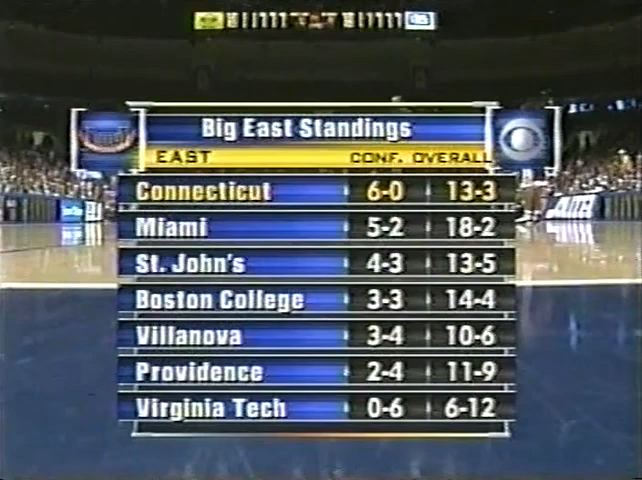 Big East Standings
EAST CONF. OVERALL
Connecticut 6-0 13-3
Miami 5-2 18-2
St. John's 4-3 13-5
Boston College 3-3 14-4
Villanova 3-4 10-6
Providence 2-4 11-9
Virginia Tech 0-6 6-12